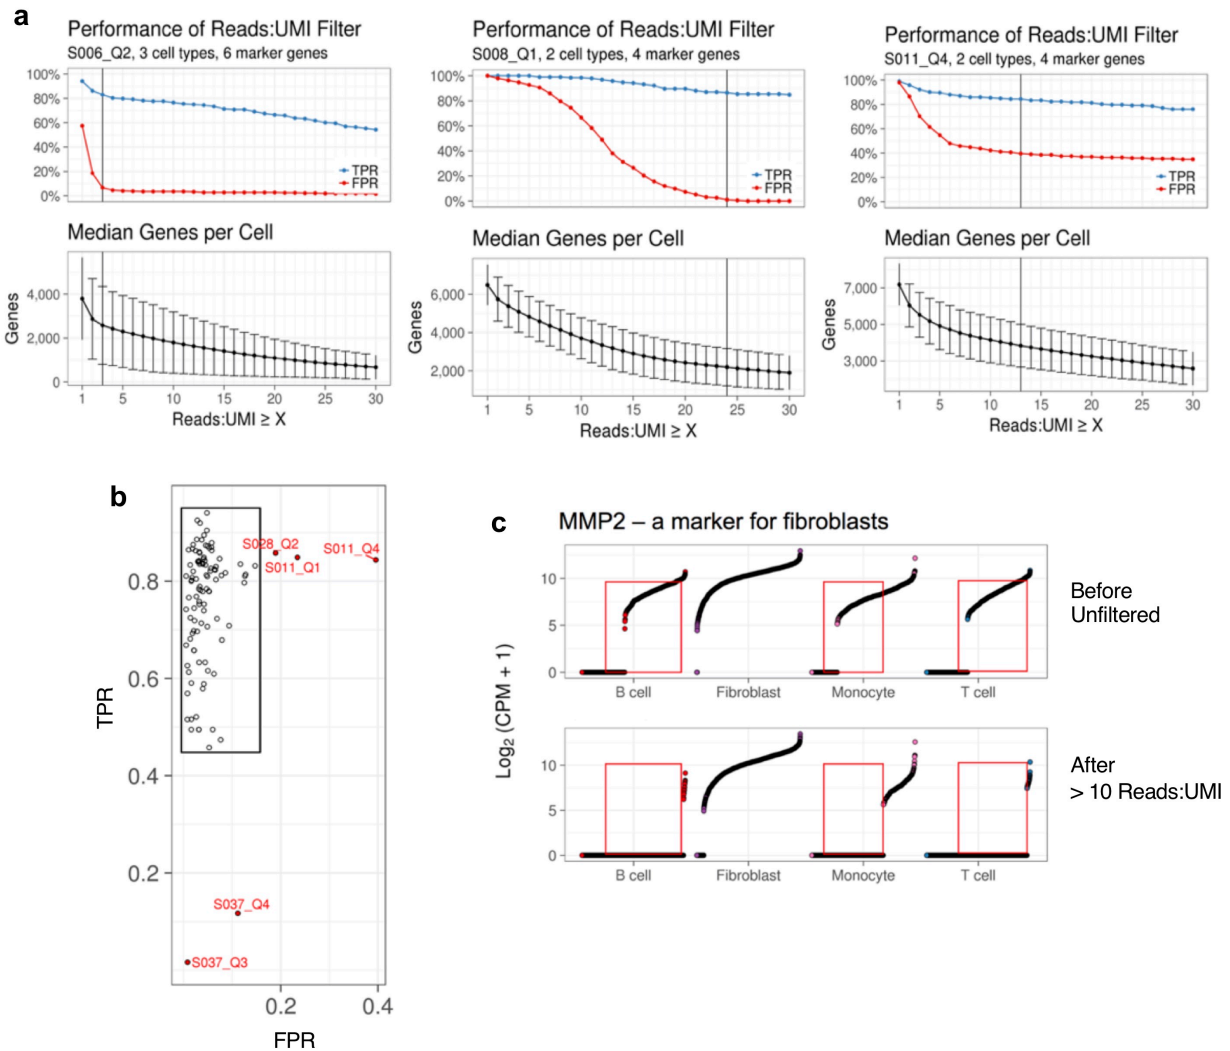 a
Performance of Reads:UMI Filter
S006_Q2, 3 cell types, 6 marker genes
100%
80%
60%
40%
20%
0%
TPR
FPR
Median Genes per Cell
Genes
4,000
2,000
0
1 5 10 15 20 25 30
Reads:UMI ≥ X
Performance of Reads:UMI Filter
S008_Q1, 2 cell types, 4 marker genes
100%
80%
60%
40%
20%
0%
TPR
FPR
Median Genes per Cell
Genes
6,000
4,000
2,000
1 5 10 15 20 25 30
Reads:UMI ≥ X
Performance of Reads:UMI Filter
S011_Q4, 2 cell types, 4 marker genes
100%
80%
60%
40%
20%
0%
TPR
FPR
Median Genes per Cell
Genes
7,000
5,000
3,000
1 5 10 15 20 25 30
Reads:UMI ≥ X
b
TPR
0.8
0.6
0.4
0.2
S028_Q2
S011_Q4
S011_Q1
S037_Q4
S037_Q3
0.2 0.4
FPR
c
MMP2 – a marker for fibroblasts
Log2 (CPM + 1)
10
5
0
B cell Fibroblast Monocyte T cell
Before
Unfiltered
10
5
0
B cell Fibroblast Monocyte T cell
After
> 10 Reads:UMI